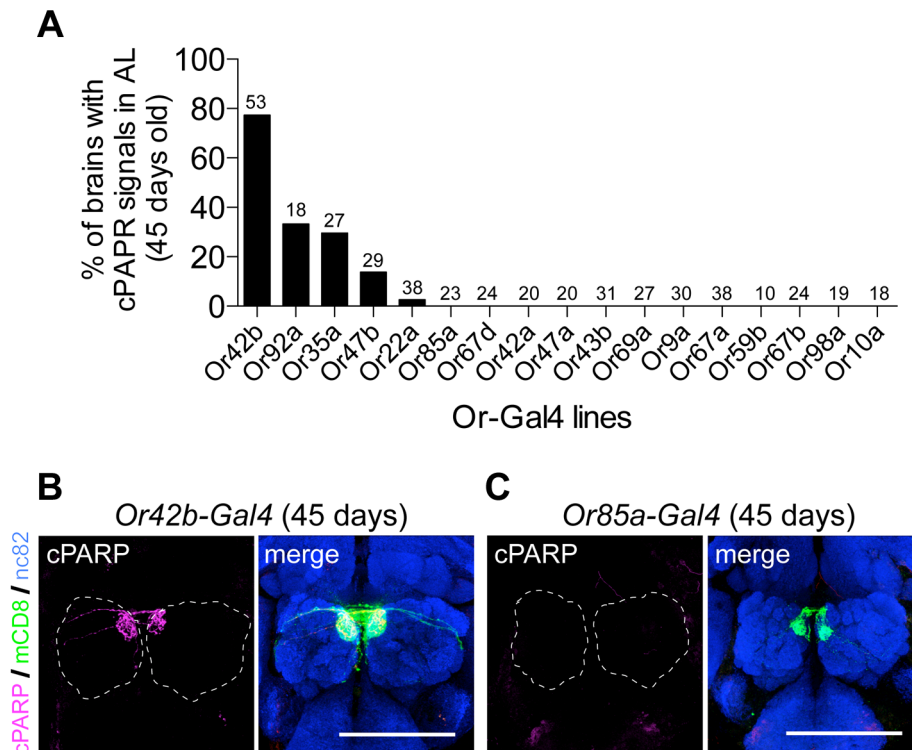 A
% of brains with
cPAPR signals in AL
(45 days old)
100
80
60
40
20
0
53
18
27
29
38
23
24
20
20
31
27
30
38
10
24
19
18
Or42b
Or92a
Or35a
Or47b
Or22a
Or85a
Or67d
Or42a
Or47a
Or43b
Or69a
Or9a
Or67a
Or59b
Or67b
Or98a
Or10a
Or-Gal4 lines
B
Or42b-Gal4 (45 days)
cPARP
merge
C
Or85a-Gal4 (45 days)
cPARP
merge
cPARP / mCD8 / nc82